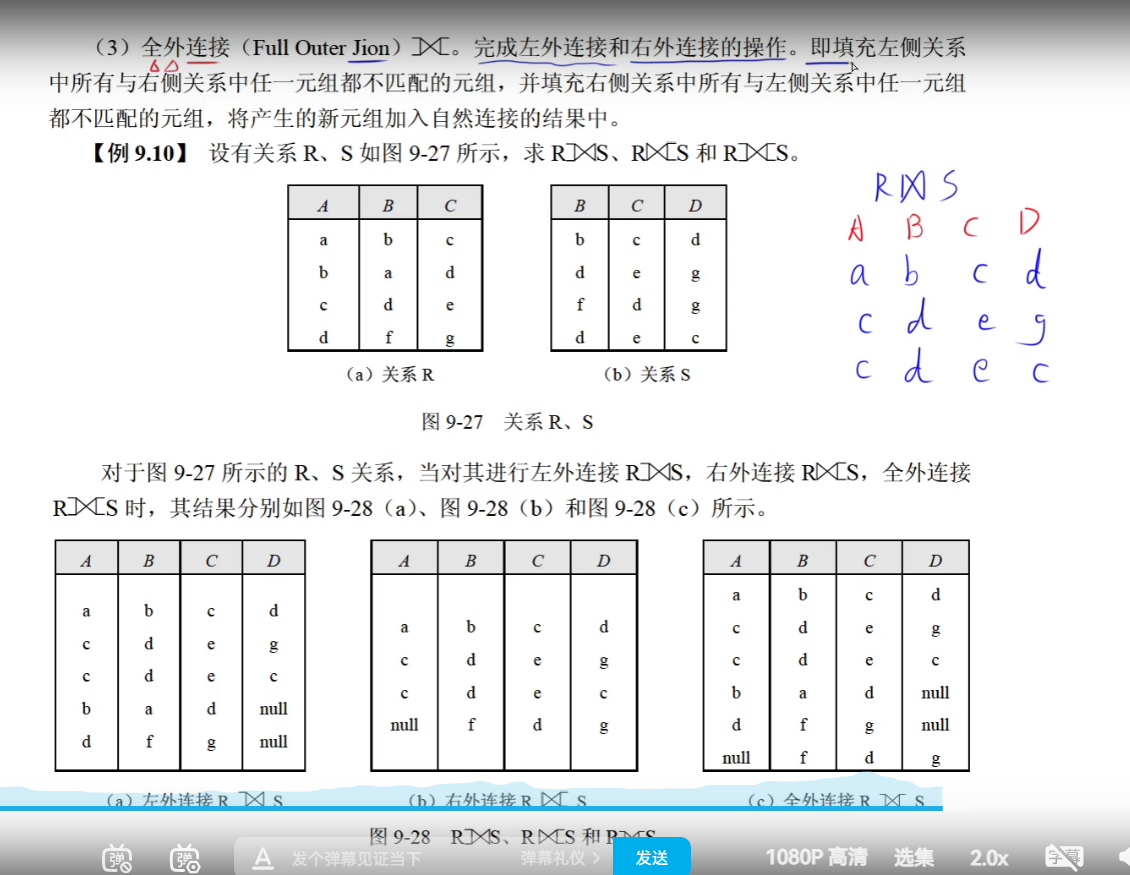 （3）全外连接（Full Outer Jion）⟗。完成左外连接和右外连接的操作。即填充左侧关系
中所有与右侧关系中任一元组都不匹配的元组，并填充右侧关系中所有与左侧关系中任一元组
都不匹配的元组，将产生的新元组加入自然连接的结果中。
【例 9.10】 设有关系 R、S 如图 9-27 所示，求 R⟕S、R⟖S 和 R⟗S。
A B C
a b c
b a d
c d e
d f g
（a）关系 R
B C D
b c d
d e g
f d g
d e c
（b）关系 S
R⋈S
A B C D
a b c d
c d e g
c d e c
图 9-27 关系 R、S
对于图 9-27 所示的 R、S 关系，当对其进行左外连接 R⟕S，右外连接 R⟖S，全外连接
R⟗S 时，其结果分别如图 9-28（a）、图 9-28（b）和图 9-28（c）所示。
A B C D
a b c d
c d e g
c d e c
b a d null
d f g null
（a）左外连接 R ⟕ S
A B C D
a b c d
c d e g
c d e c
null f d g
（b）右外连接 R ⟖ S
A B C D
a b c d
c d e g
c d e c
b a d null
d f g null
null f d g
（c）全外连接 R ⟗ S
图 9-28 R⟕S、R⟖S 和 R⟗S
弹 弹 A 发个弹幕见证当下 弹幕礼仪 > 发送 1080P 高清 选集 2.0x 字幕